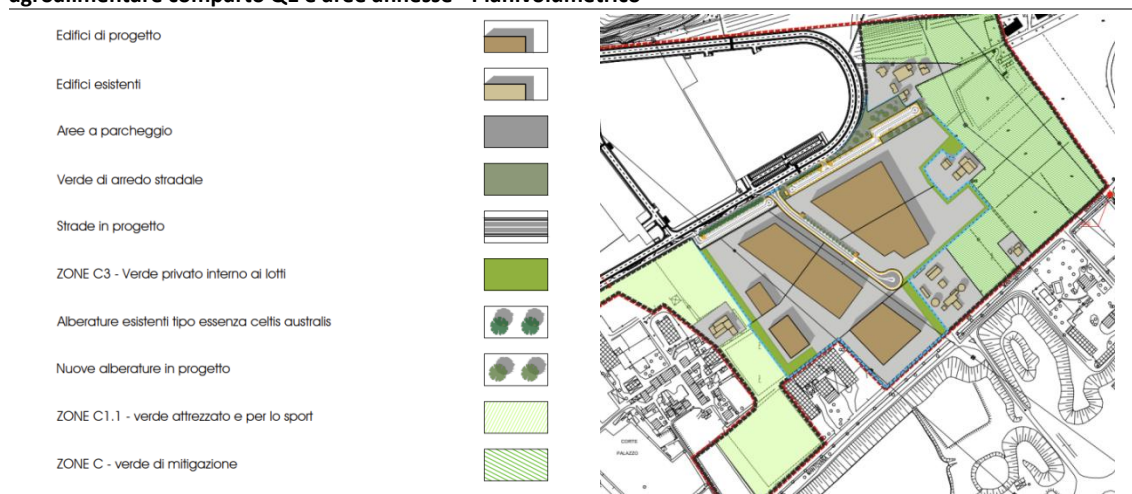 agroalimentare comparto Q1 e aree annesse - Planivolumetrico
Edifici di progetto
Edifici esistenti
Aree a parcheggio
Verde di arredo stradale
Strade in progetto
ZONE C3 - Verde privato interno ai lotti
Alberature esistenti tipo essenza celtis australis
Nuove alberature in progetto
ZONE C1.1 - verde attrezzato e per lo sport
ZONE C - verde di mitigazione
CORTE
PALAZZO